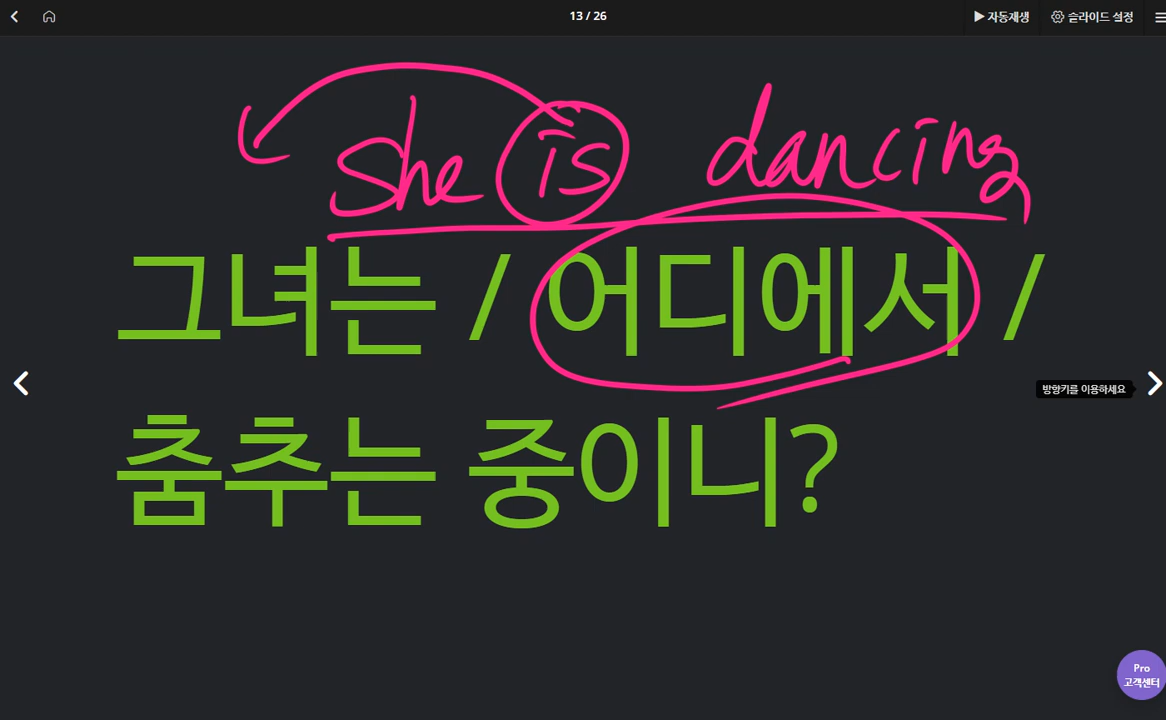 13 / 26
자동재생
슬라이드 설정
she is dancing
그녀는 / 어디에서 /
방향키를 이용하세요
춤추는 중이니?
Pro
고객센터